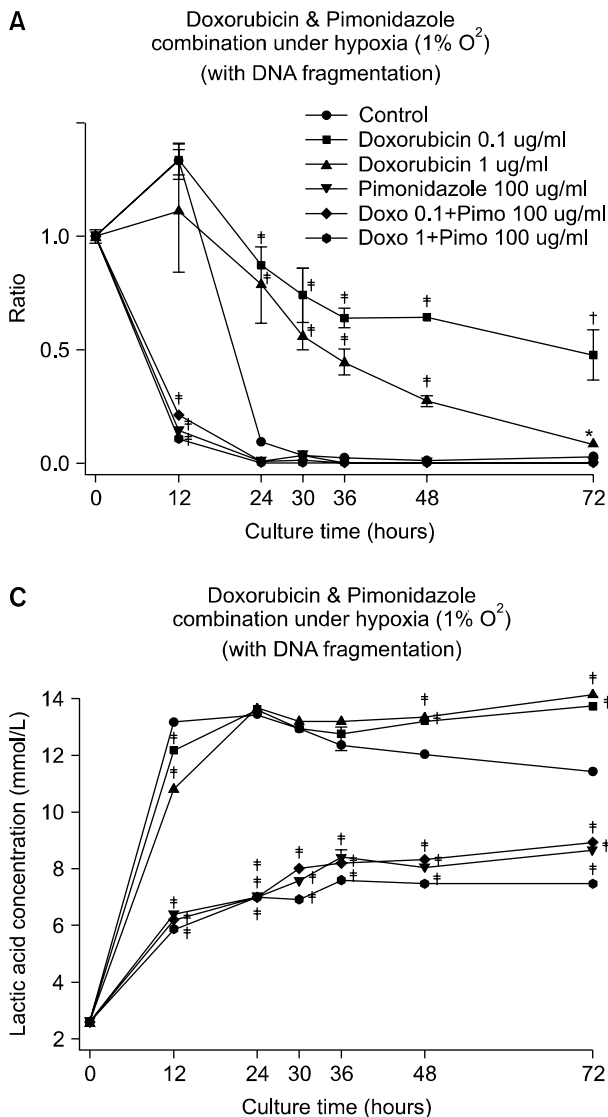 A
Doxorubicin & Pimonidazole
combination under hypoxia (1% O²)
(with DNA fragmentation)
Control
Doxorubicin 0.1 ug/ml
Doxorubicin 1 ug/ml
Pimonidazole 100 ug/ml
Doxo 0.1+Pimo 100 ug/ml
Doxo 1+Pimo 100 ug/ml
Ratio
1.0
0.5
0.0
‡ ‡ ‡ ‡ ‡ ‡ ‡ †
‡ *
‡
‡
‡
0 12 24 30 36 48 72
Culture time (hours)
C
Doxorubicin & Pimonidazole
combination under hypoxia (1% O²)
(with DNA fragmentation)
Lactic acid concentration (mmol/L)
14
12
10
8
6
4
2
‡ ‡ ‡ ‡
‡
‡
‡ ‡ ‡ ‡ ‡ ‡
‡ ‡ ‡ ‡ ‡
‡ ‡ ‡ ‡
‡
0 12 24 30 36 48 72
Culture time (hours)